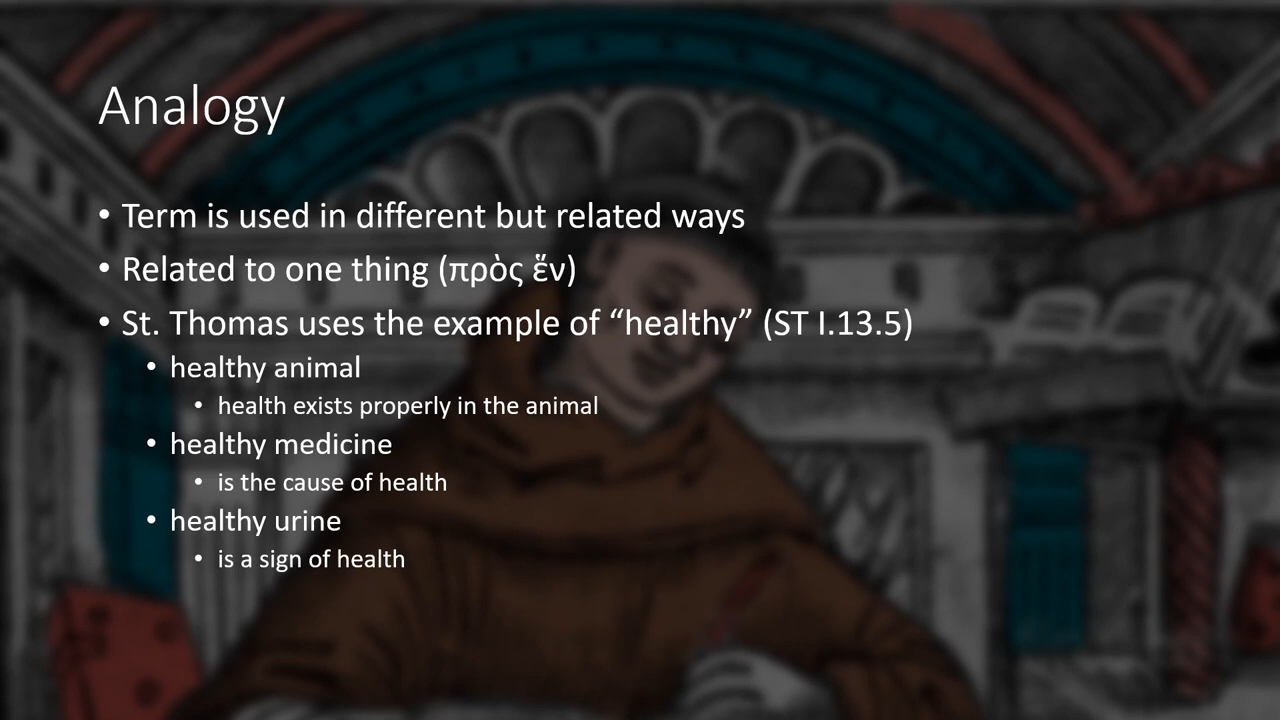 Analogy
• Term is used in different but related ways
• Related to one thing (πρὸς ἕν)
• St. Thomas uses the example of “healthy” (ST I.13.5)
• healthy animal
• health exists properly in the animal
• healthy medicine
• is the cause of health
• healthy urine
• is a sign of health